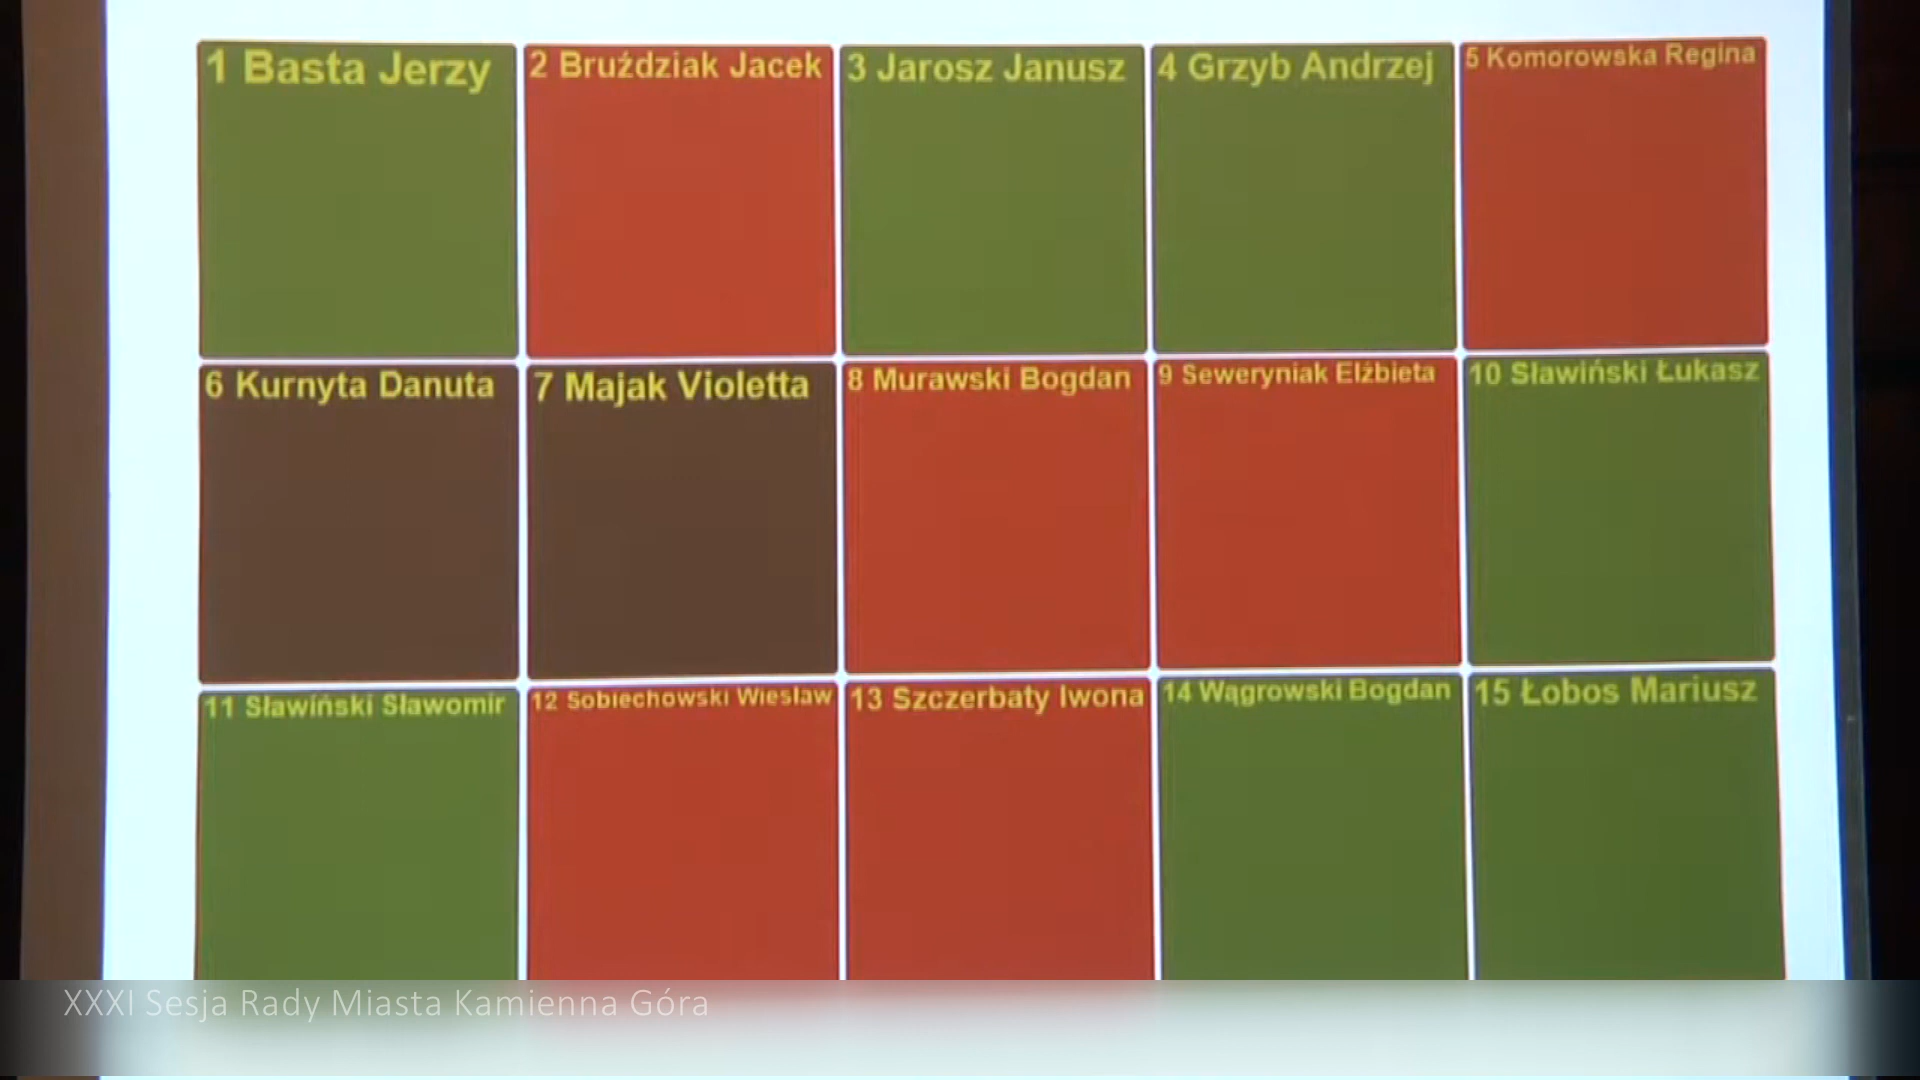 1 Basta Jerzy
2 Bruździak Jacek
3 Jarosz Janusz
4 Grzyb Andrzej
5 Komorowska Regina
6 Kurnyta Danuta
7 Majak Violetta
8 Murawski Bogdan
9 Seweryniak Elżbieta
10 Sławiński Łukasz
11 Sławiński Sławomir
12 Sobiechowski Wiesław
13 Szczerbaty Iwona
14 Wągrowski Bogdan
15 Łobos Mariusz
XXXI Sesja Rady Miasta Kamienna Góra